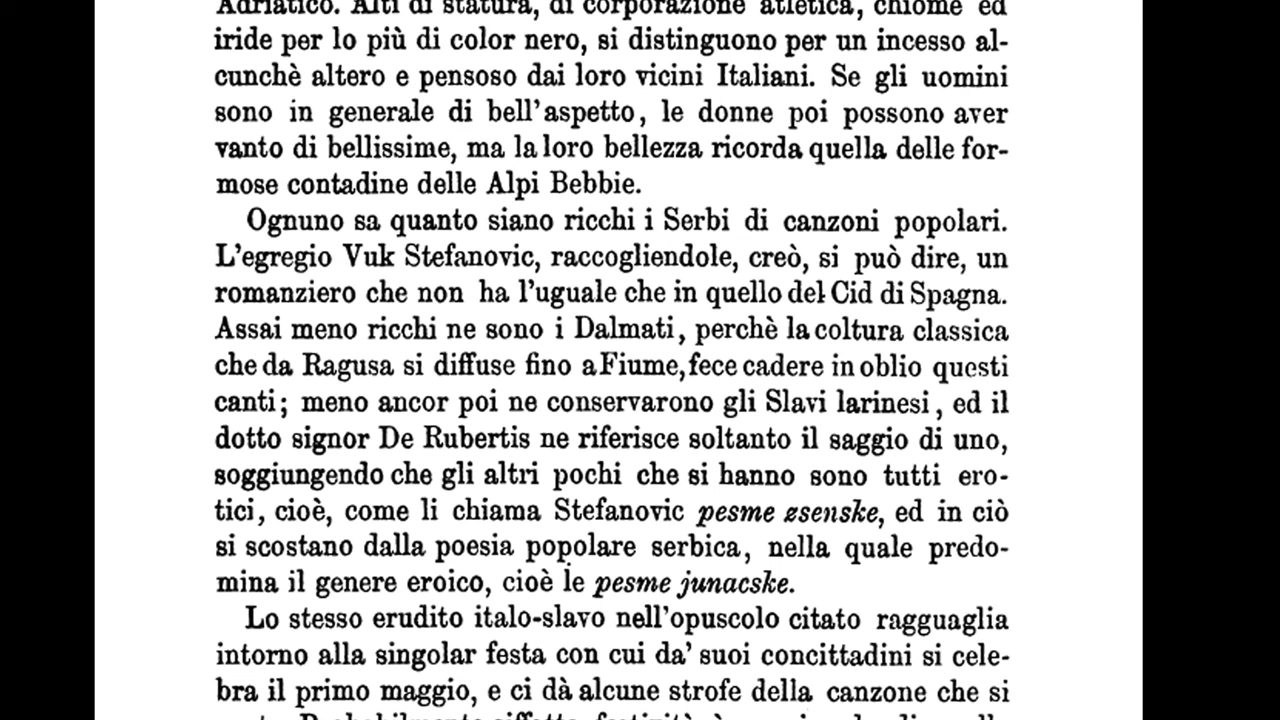 Adriatico. Alti di statura, di corporazione atletica, chiome ed
iride per lo più di color nero, si distinguono per un incesso al-
cunchè altero e pensoso dai loro vicini Italiani. Se gli uomini
sono in generale di bell'aspetto, le donne poi possono aver
vanto di bellissime, ma la loro bellezza ricorda quella delle for-
mose contadine delle Alpi Bebbie.
Ognuno sa quanto siano ricchi i Serbi di canzoni popolari.
L'egregio Vuk Stefanovic, raccogliendole, creò, si può dire, un
romanziero che non ha l'uguale che in quello del Cid di Spagna.
Assai meno ricchi ne sono i Dalmati, perchè la coltura classica
che da Ragusa si diffuse fino a Fiume, fece cadere in oblio questi
canti; meno ancor poi ne conservarono gli Slavi larinesi, ed il
dotto signor De Rubertis ne riferisce soltanto il saggio di uno,
soggiungendo che gli altri pochi che si hanno sono tutti ero-
tici, cioè, come li chiama Stefanovic pesme zsenske, ed in ciò
si scostano dalla poesia popolare serbica, nella quale predo-
mina il genere eroico, cioè le pesme junacske.
Lo stesso erudito italo-slavo nell'opuscolo citato ragguaglia
intorno alla singolar festa con cui da' suoi concittadini si cele-
bra il primo maggio, e ci dà alcune strofe della canzone che si